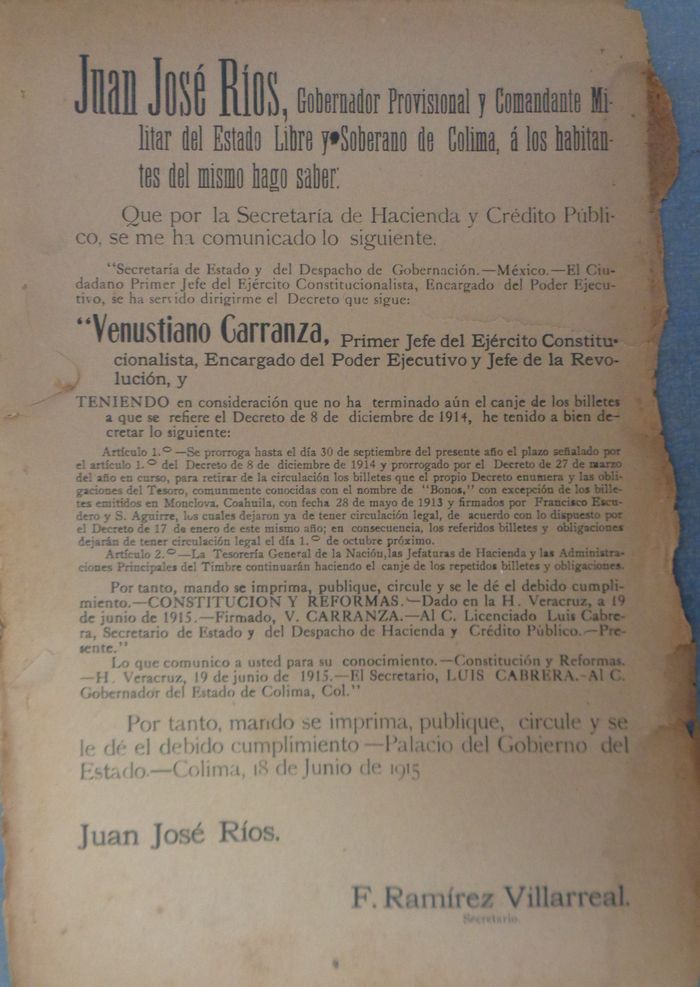 Juan José Ríos, Gobernador Provisional y Comandante Mi-
litar del Estado Libre y Soberano de Colima, á los habitan-
tes del mismo hago saber:
Que por la Secretaría de Hacienda y Crédito Públi-
co, se me ha comunicado lo siguiente.
"Secretaría de Estado y del Despacho de Gobernación.—México.—El Ciu-
dadano Primer Jefe del Ejército Constitucionalista, Encargado del Poder Ejecu-
tivo, se ha servido dirigirme el Decreto que sigue:
"Venustiano Carranza, Primer Jefe del Ejército Constitu-
cionalista, Encargado del Poder Ejecutivo y Jefe de la Revo-
lución, y
TENIENDO en consideración que no ha terminado aún el canje de los billetes
a que se refiere el Decreto de 8 de diciembre de 1914, he tenido a bien de-
cretar lo siguiente:
Artículo 1.º —Se prorroga hasta el día 30 de septiembre del presente año el plazo señalado por
el artículo 1.º del Decreto de 8 de diciembre de 1914 y prorrogado por el Decreto de 27 de marzo
del año en curso, para retirar de la circulación los billetes que el propio Decreto enumera y las obli-
gaciones del Tesoro, comunmente conocidas con el nombre de "Bonos," con excepción de los bille-
tes emitidos en Monclova, Coahuila, con fecha 28 de mayo de 1913 y firmados por Francisco Escu-
dero y S. Aguirre, los cuales dejaron ya de tener circulación legal, de acuerdo con lo dispuesto por
el Decreto de 17 de enero de este mismo año; en consecuencia, los referidos billetes y obligaciones
dejarán de tener circulación legal el día 1.º de octubre próximo.
Artículo 2.º—La Tesorería General de la Nación, las Jefaturas de Hacienda y las Administra-
ciones Principales del Timbre continuarán haciendo el canje de los repetidos billetes y obligaciones.
Por tanto, mando se imprima, publique, circule y se le dé el debido cumpli-
miento.—CONSTITUCION Y REFORMAS.—Dado en la H. Veracruz, a 19
de junio de 1915.—Firmado, V. CARRANZA.—Al C. Licenciado Luis Cabre-
ra, Secretario de Estado y del Despacho de Hacienda y Crédito Público.—Pre-
sente."
Lo que comunico a usted para su conocimiento.—Constitución y Reformas.
—H. Veracruz, 19 de junio de 1915.—El Secretario, LUIS CABRERA.-Al C.
Gobernador del Estado de Colima, Col."
Por tanto, mando se imprima, publique, circule y se
le dé el debido cumplimiento—Palacio del Gobierno del
Estado.—Colima, 18 de Junio de 1915
Juan José Ríos.
F. Ramírez Villarreal.
Secretario.